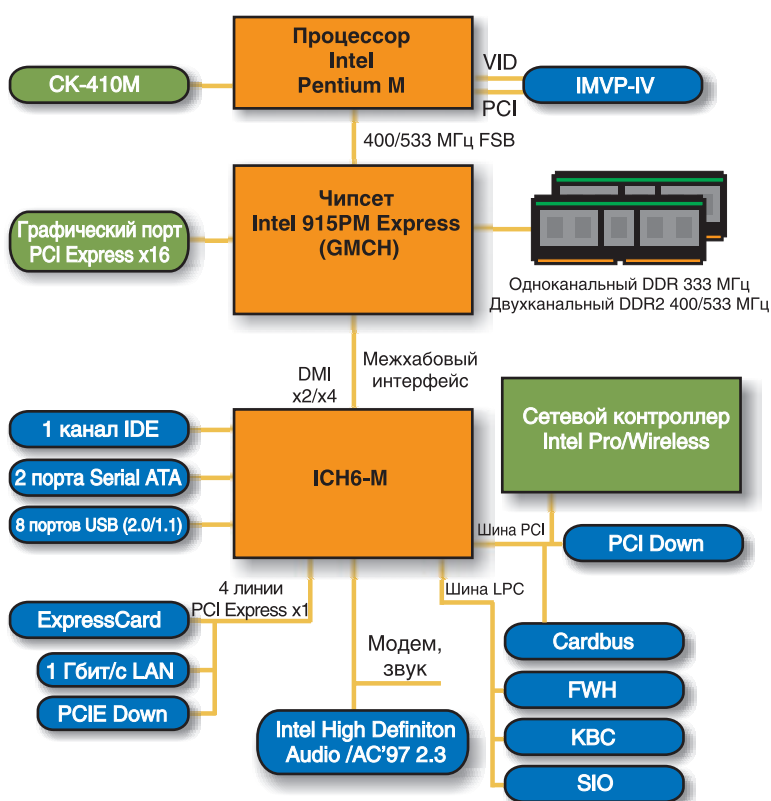 Процессор
Intel
Pentium M
CK-410M
VID
PCI
IMVP-IV
400/533 МГц FSB
Чипсет
Intel 915PM Express
(GMCH)
Графический порт
PCI Express x16
Одноканальный DDR 333 МГц
Двухканальный DDR2 400/533 МГц
DMI
x2/x4
Межхабовый
интерфейс
1 канал IDE
2 порта Serial ATA
8 портов USB (2.0/1.1)
ICH6-M
Сетевой контроллер
Intel Pro/Wireless
Шина PCI
PCI Down
4 линии
PCI Express x1
Шина LPC
ExpressCard
1 Гбит/с LAN
PCIE Down
Модем,
звук
Intel High Definiton
Audio /AC'97 2.3
Cardbus
FWH
KBC
SIO